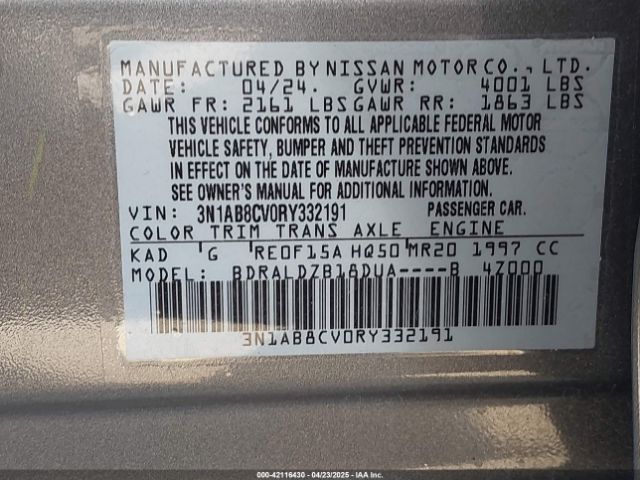 MANUFACTURED BY NISSAN MOTOR CO., LTD.
DATE: 04/24. GVWR: 4001 LBS
GAWR FR: 2161 LBS GAWR RR: 1863 LBS
THIS VEHICLE CONFORMS TO ALL APPLICABLE FEDERAL MOTOR
VEHICLE SAFETY, BUMPER AND THEFT PREVENTION STANDARDS
IN EFFECT ON THE DATE OF MANUFACTURE SHOWN ABOVE.
SEE OWNER'S MANUAL FOR ADDITIONAL INFORMATION.
VIN: 3N1AB8CV0RY332191 PASSENGER CAR.
COLOR TRIM TRANS AXLE ENGINE
KAD G RE0F15A HQ50 MR20 1997 CC
MODEL: BDRALDZB18DUA----B 4Z000
3N1AB8CV0RY332191
000-42116430 - 04/23/2025 - IAA, Inc.